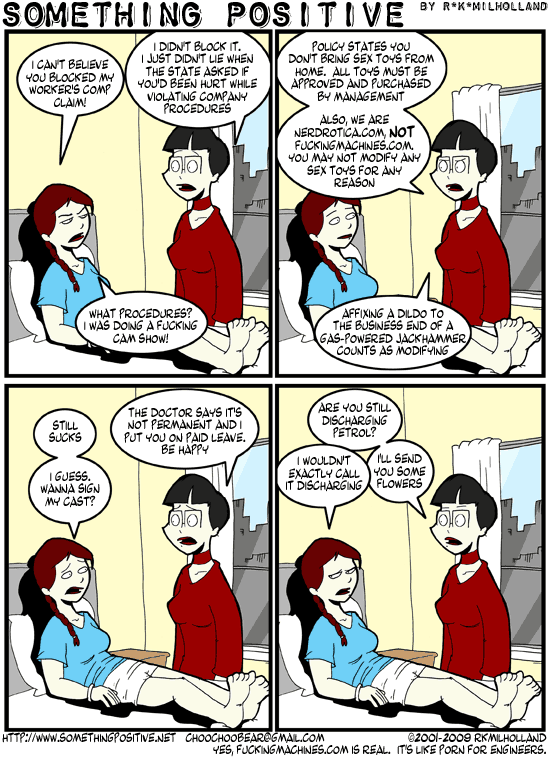 SOMETHING POSITIVE BY R*K*MILHOLLAND
I CAN'T BELIEVE
YOU BLOCKED MY
WORKER'S COMP
CLAIM!
I DIDN'T BLOCK IT.
I JUST DIDN'T LIE WHEN
THE STATE ASKED IF
YOU'D BEEN HURT WHILE
VIOLATING COMPANY
PROCEDURES
WHAT PROCEDURES?
I WAS DOING A FUCKING
CAM SHOW!
POLICY STATES YOU
DON'T BRING SEX TOYS FROM
HOME. ALL TOYS MUST BE
APPROVED AND PURCHASED
BY MANAGEMENT
ALSO, WE ARE
NERDROTICA.COM, NOT
FUCKINGMACHINES.COM.
YOU MAY NOT MODIFY ANY
SEX TOYS FOR ANY
REASON
AFFIXING A DILDO TO
THE BUSINESS END OF A
GAS-POWERED JACKHAMMER
COUNTS AS MODIFYING
STILL
SUCKS
THE DOCTOR SAYS IT'S
NOT PERMANENT AND I
PUT YOU ON PAID LEAVE.
BE HAPPY
I GUESS.
WANNA SIGN
MY CAST?
ARE YOU STILL
DISCHARGING
PETROL?
I WOULDN'T
EXACTLY CALL
IT DISCHARGING
I'LL SEND
YOU SOME
FLOWERS
HTTP://WWW.SOMETHINGPOSITIVE.NET CHOOCHOOBEAR@GMAIL.COM ©2001-2009 RKMILHOLLAND
YES, FUCKINGMACHINES.COM IS REAL. IT'S LIKE PORN FOR ENGINEERS.